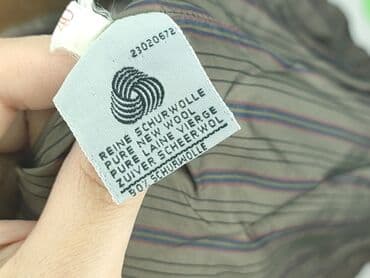 23020672
REINE SCHURWOLLE
PURE NEW WOOL
PURE LAINE VIERGE
ZUIVER SCHEERWOL
SCHURWOLLE